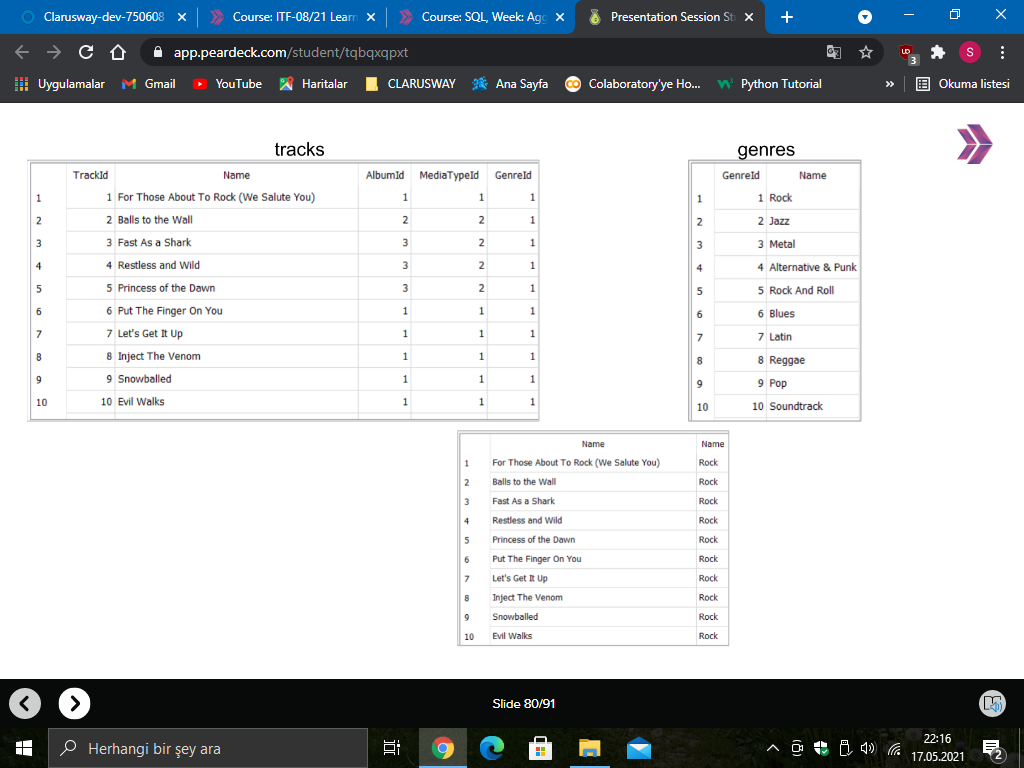 Clarusway-dev-750608
Course: ITF-08/21 Learn
Course: SQL, Week: Agg
Presentation Session St
app.peardeck.com/student/tqbqxqpxt
UD 3
S
Uygulamalar
Gmail
YouTube
Haritalar
CLARUSWAY
Ana Sayfa
Colaboratory'ye Ho...
Python Tutorial
»
Okuma listesi
tracks
TrackId Name AlbumId MediaTypeId GenreId
1 1 For Those About To Rock (We Salute You) 1 1 1
2 2 Balls to the Wall 2 2 1
3 3 Fast As a Shark 3 2 1
4 4 Restless and Wild 3 2 1
5 5 Princess of the Dawn 3 2 1
6 6 Put The Finger On You 1 1 1
7 7 Let's Get It Up 1 1 1
8 8 Inject The Venom 1 1 1
9 9 Snowballed 1 1 1
10 10 Evil Walks 1 1 1
genres
GenreId Name
1 1 Rock
2 2 Jazz
3 3 Metal
4 4 Alternative & Punk
5 5 Rock And Roll
6 6 Blues
7 7 Latin
8 8 Reggae
9 9 Pop
10 10 Soundtrack
Name Name
1 For Those About To Rock (We Salute You) Rock
2 Balls to the Wall Rock
3 Fast As a Shark Rock
4 Restless and Wild Rock
5 Princess of the Dawn Rock
6 Put The Finger On You Rock
7 Let's Get It Up Rock
8 Inject The Venom Rock
9 Snowballed Rock
10 Evil Walks Rock
Slide 80/91
Herhangi bir şey ara
22:16
17.05.2021
2